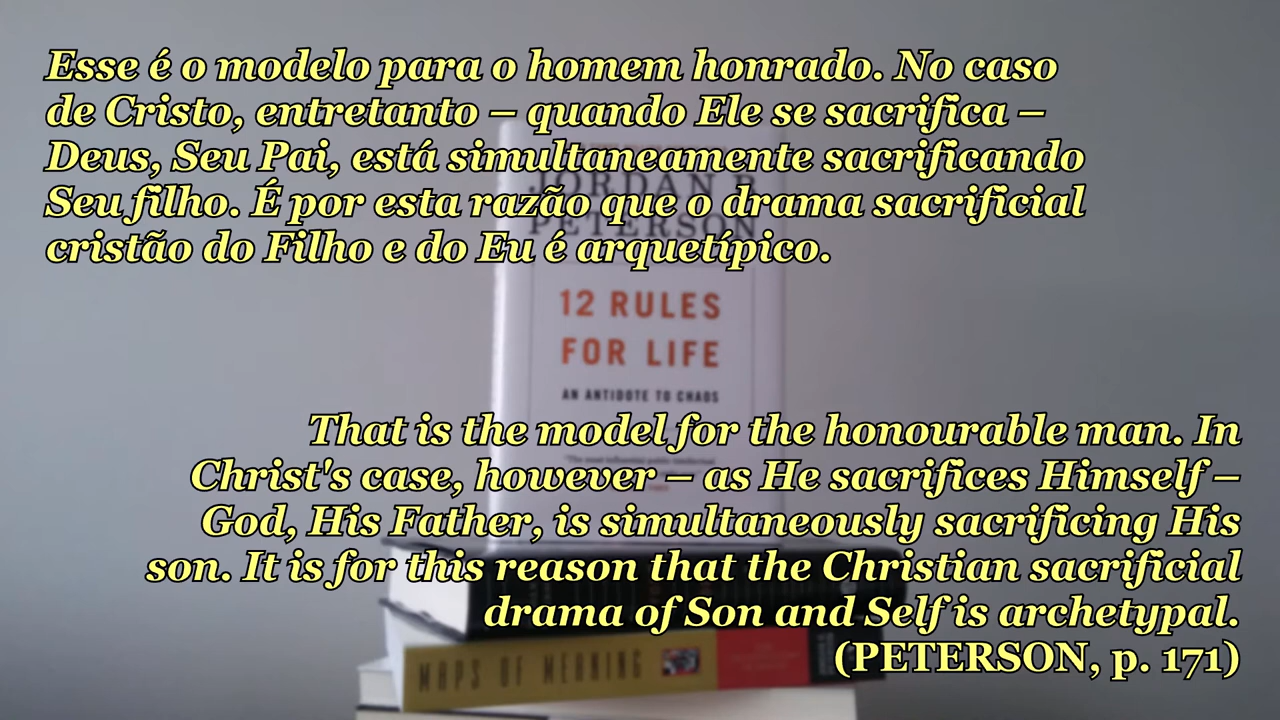 Esse é o modelo para o homem honrado. No caso
de Cristo, entretanto – quando Ele se sacrifica –
Deus, Seu Pai, está simultaneamente sacrificando
Seu filho. É por esta razão que o drama sacrificial
cristão do Filho e do Eu é arquetípico.
JORDAN B.
PETERSON
12 RULES
FOR LIFE
AN ANTIDOTE TO CHAOS
That is the model for the honourable man. In
Christ's case, however – as He sacrifices Himself –
God, His Father, is simultaneously sacrificing His
son. It is for this reason that the Christian sacrificial
drama of Son and Self is archetypal.
(PETERSON, p. 171)
MAPS OF MEANING